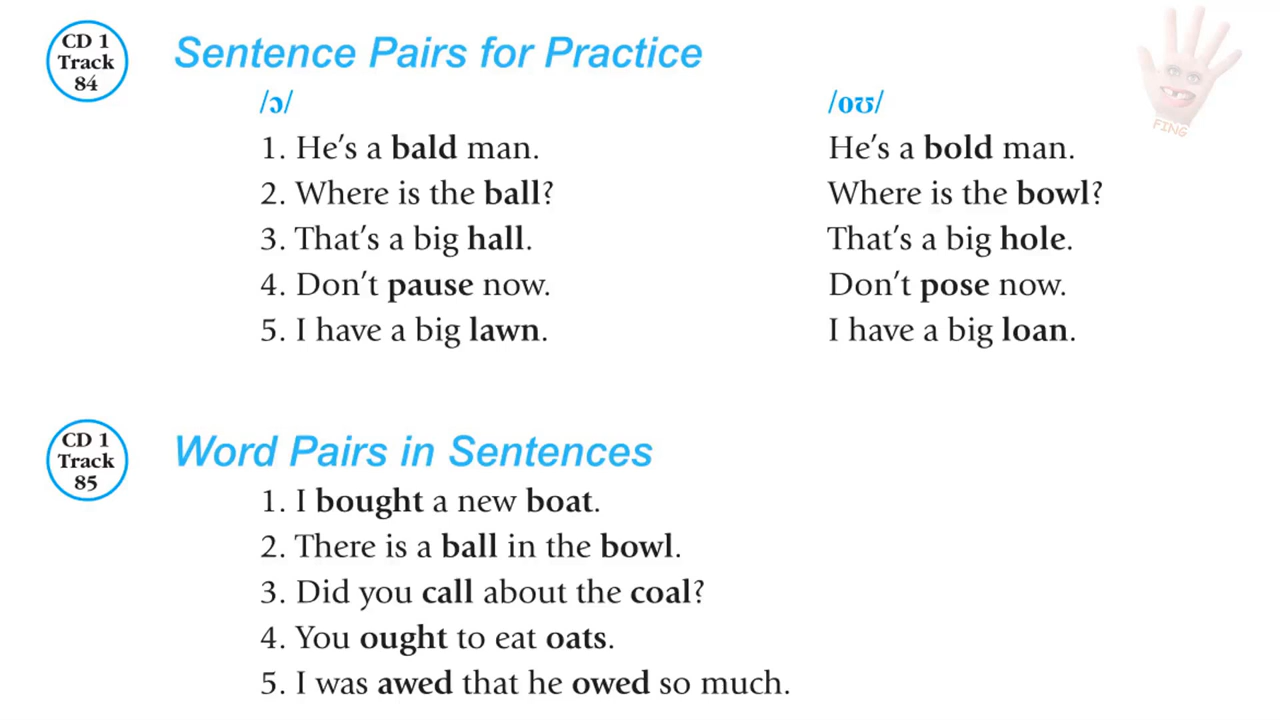 CD 1
Track
84
Sentence Pairs for Practice
/ɔ/ /oʊ/
1. He's a bald man. He's a bold man.
2. Where is the ball? Where is the bowl?
3. That's a big hall. That's a big hole.
4. Don't pause now. Don't pose now.
5. I have a big lawn. I have a big loan.
CD 1
Track
85
Word Pairs in Sentences
1. I bought a new boat.
2. There is a ball in the bowl.
3. Did you call about the coal?
4. You ought to eat oats.
5. I was awed that he owed so much.
FING